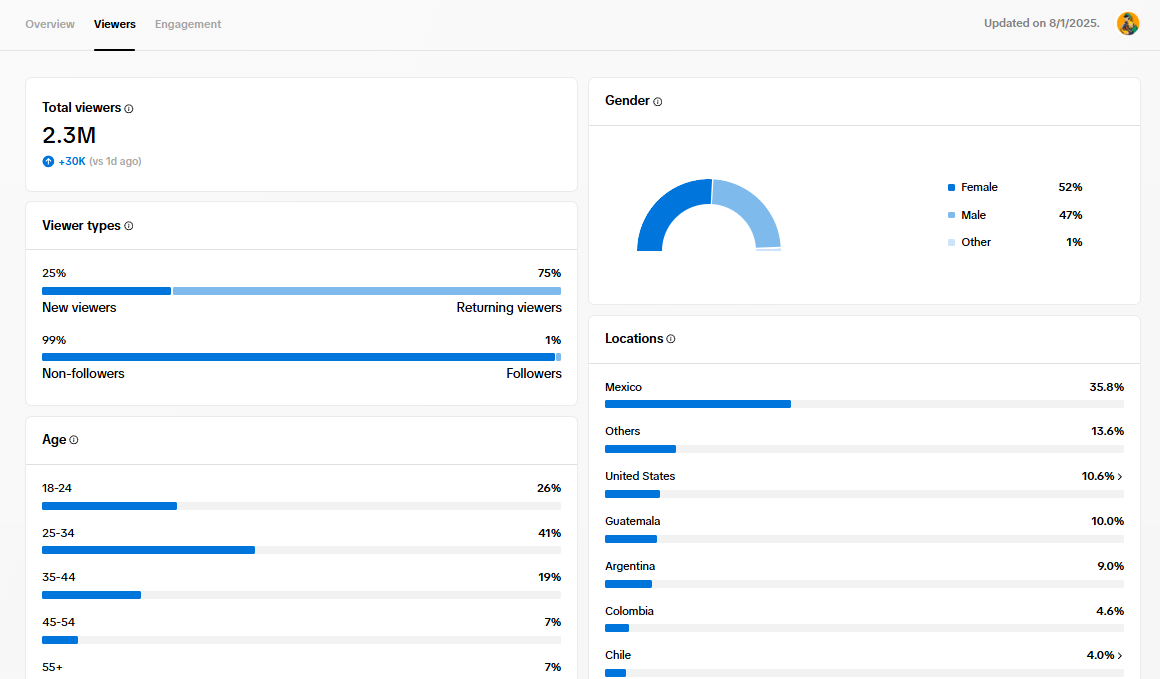 Overview Viewers Engagement
Updated on 8/1/2025.
Total viewers
2.3M
+30K (vs 1d ago)
Viewer types
25% 75%
New viewers Returning viewers
99% 1%
Non-followers Followers
Age
18-24 26%
25-34 41%
35-44 19%
45-54 7%
55+ 7%
Gender
Female 52%
Male 47%
Other 1%
Locations
Mexico 35.8%
Others 13.6%
United States 10.6% >
Guatemala 10.0%
Argentina 9.0%
Colombia 4.6%
Chile 4.0% >